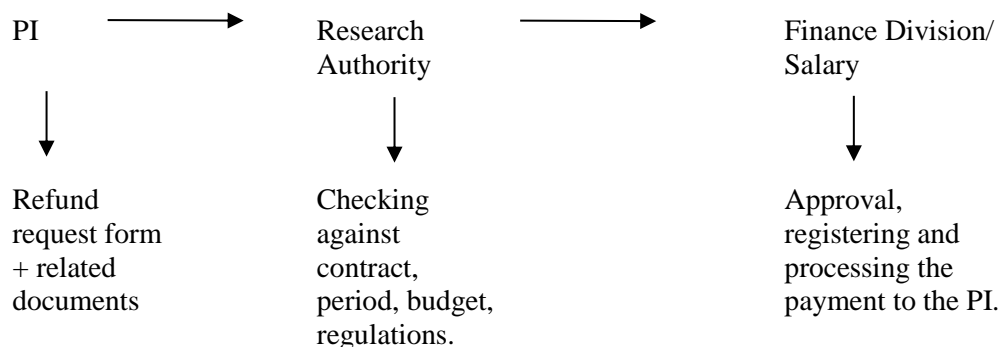 PI
Research
Authority
Finance Division/
Salary
Refund
request form
+ related
documents
Checking
against
contract,
period, budget,
regulations.
Approval,
registering and
processing the
payment to the PI.